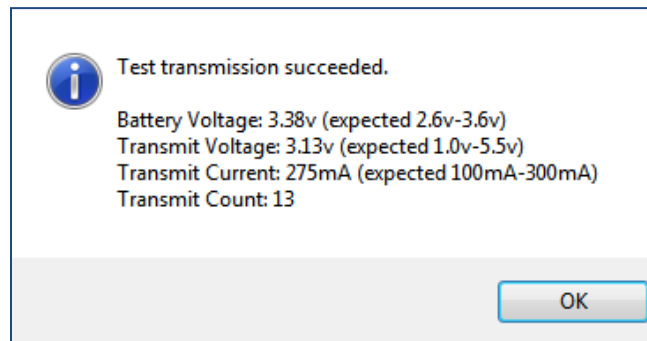 Test transmission succeeded.
Battery Voltage: 3.38v (expected 2.6v-3.6v)
Transmit Voltage: 3.13v (expected 1.0v-5.5v)
Transmit Current: 275mA (expected 100mA-300mA)
Transmit Count: 13
OK